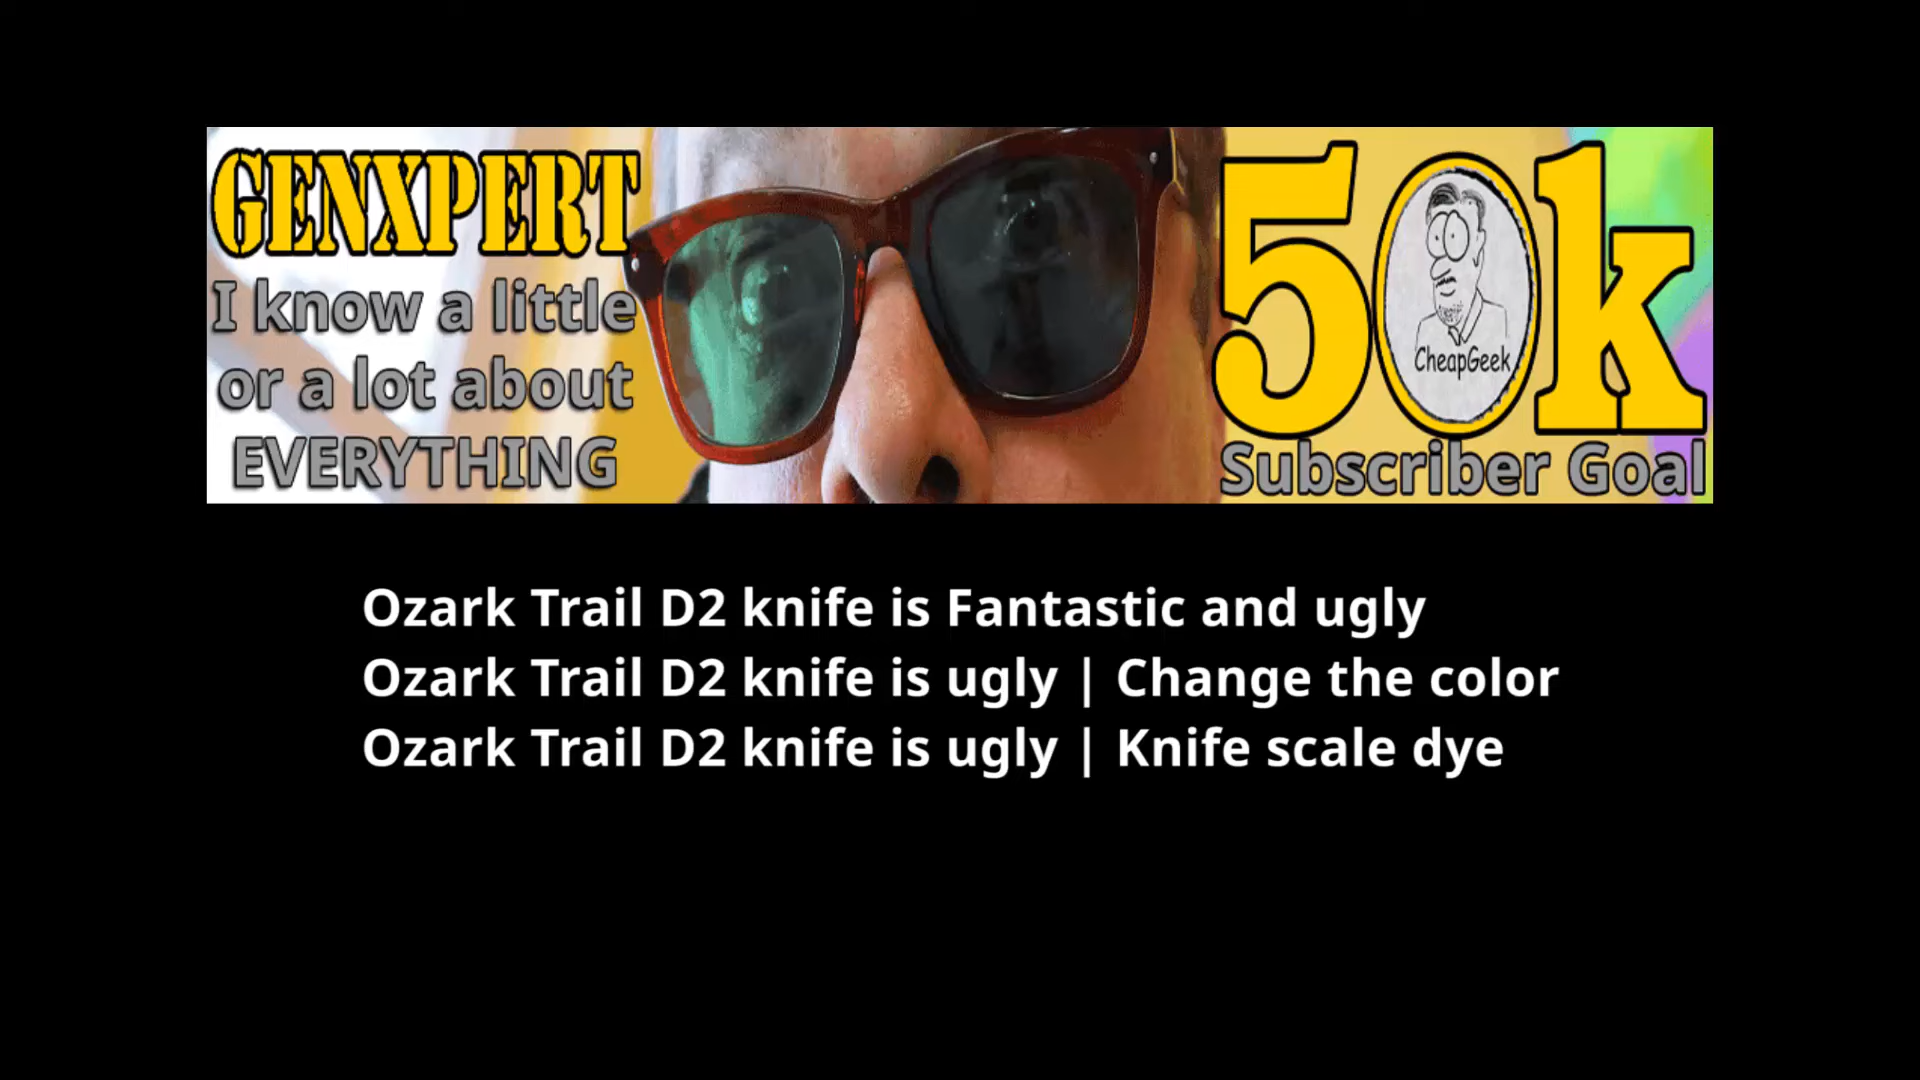 GENXPERT
I know a little
or a lot about
EVERYTHING
50k
CheapGeek
Subscriber Goal
Ozark Trail D2 knife is Fantastic and ugly
Ozark Trail D2 knife is ugly | Change the color
Ozark Trail D2 knife is ugly | Knife scale dye